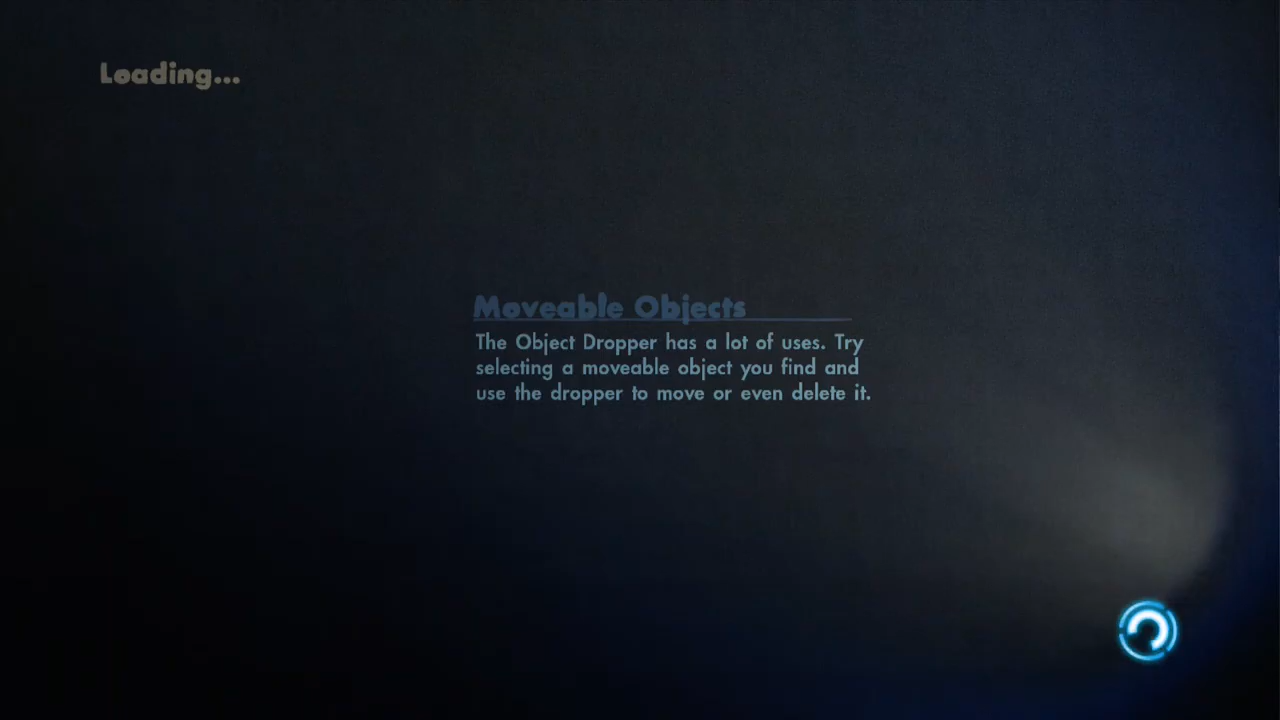 Loading...
Moveable Objects
The Object Dropper has a lot of uses. Try
selecting a moveable object you find and
use the dropper to move or even delete it.